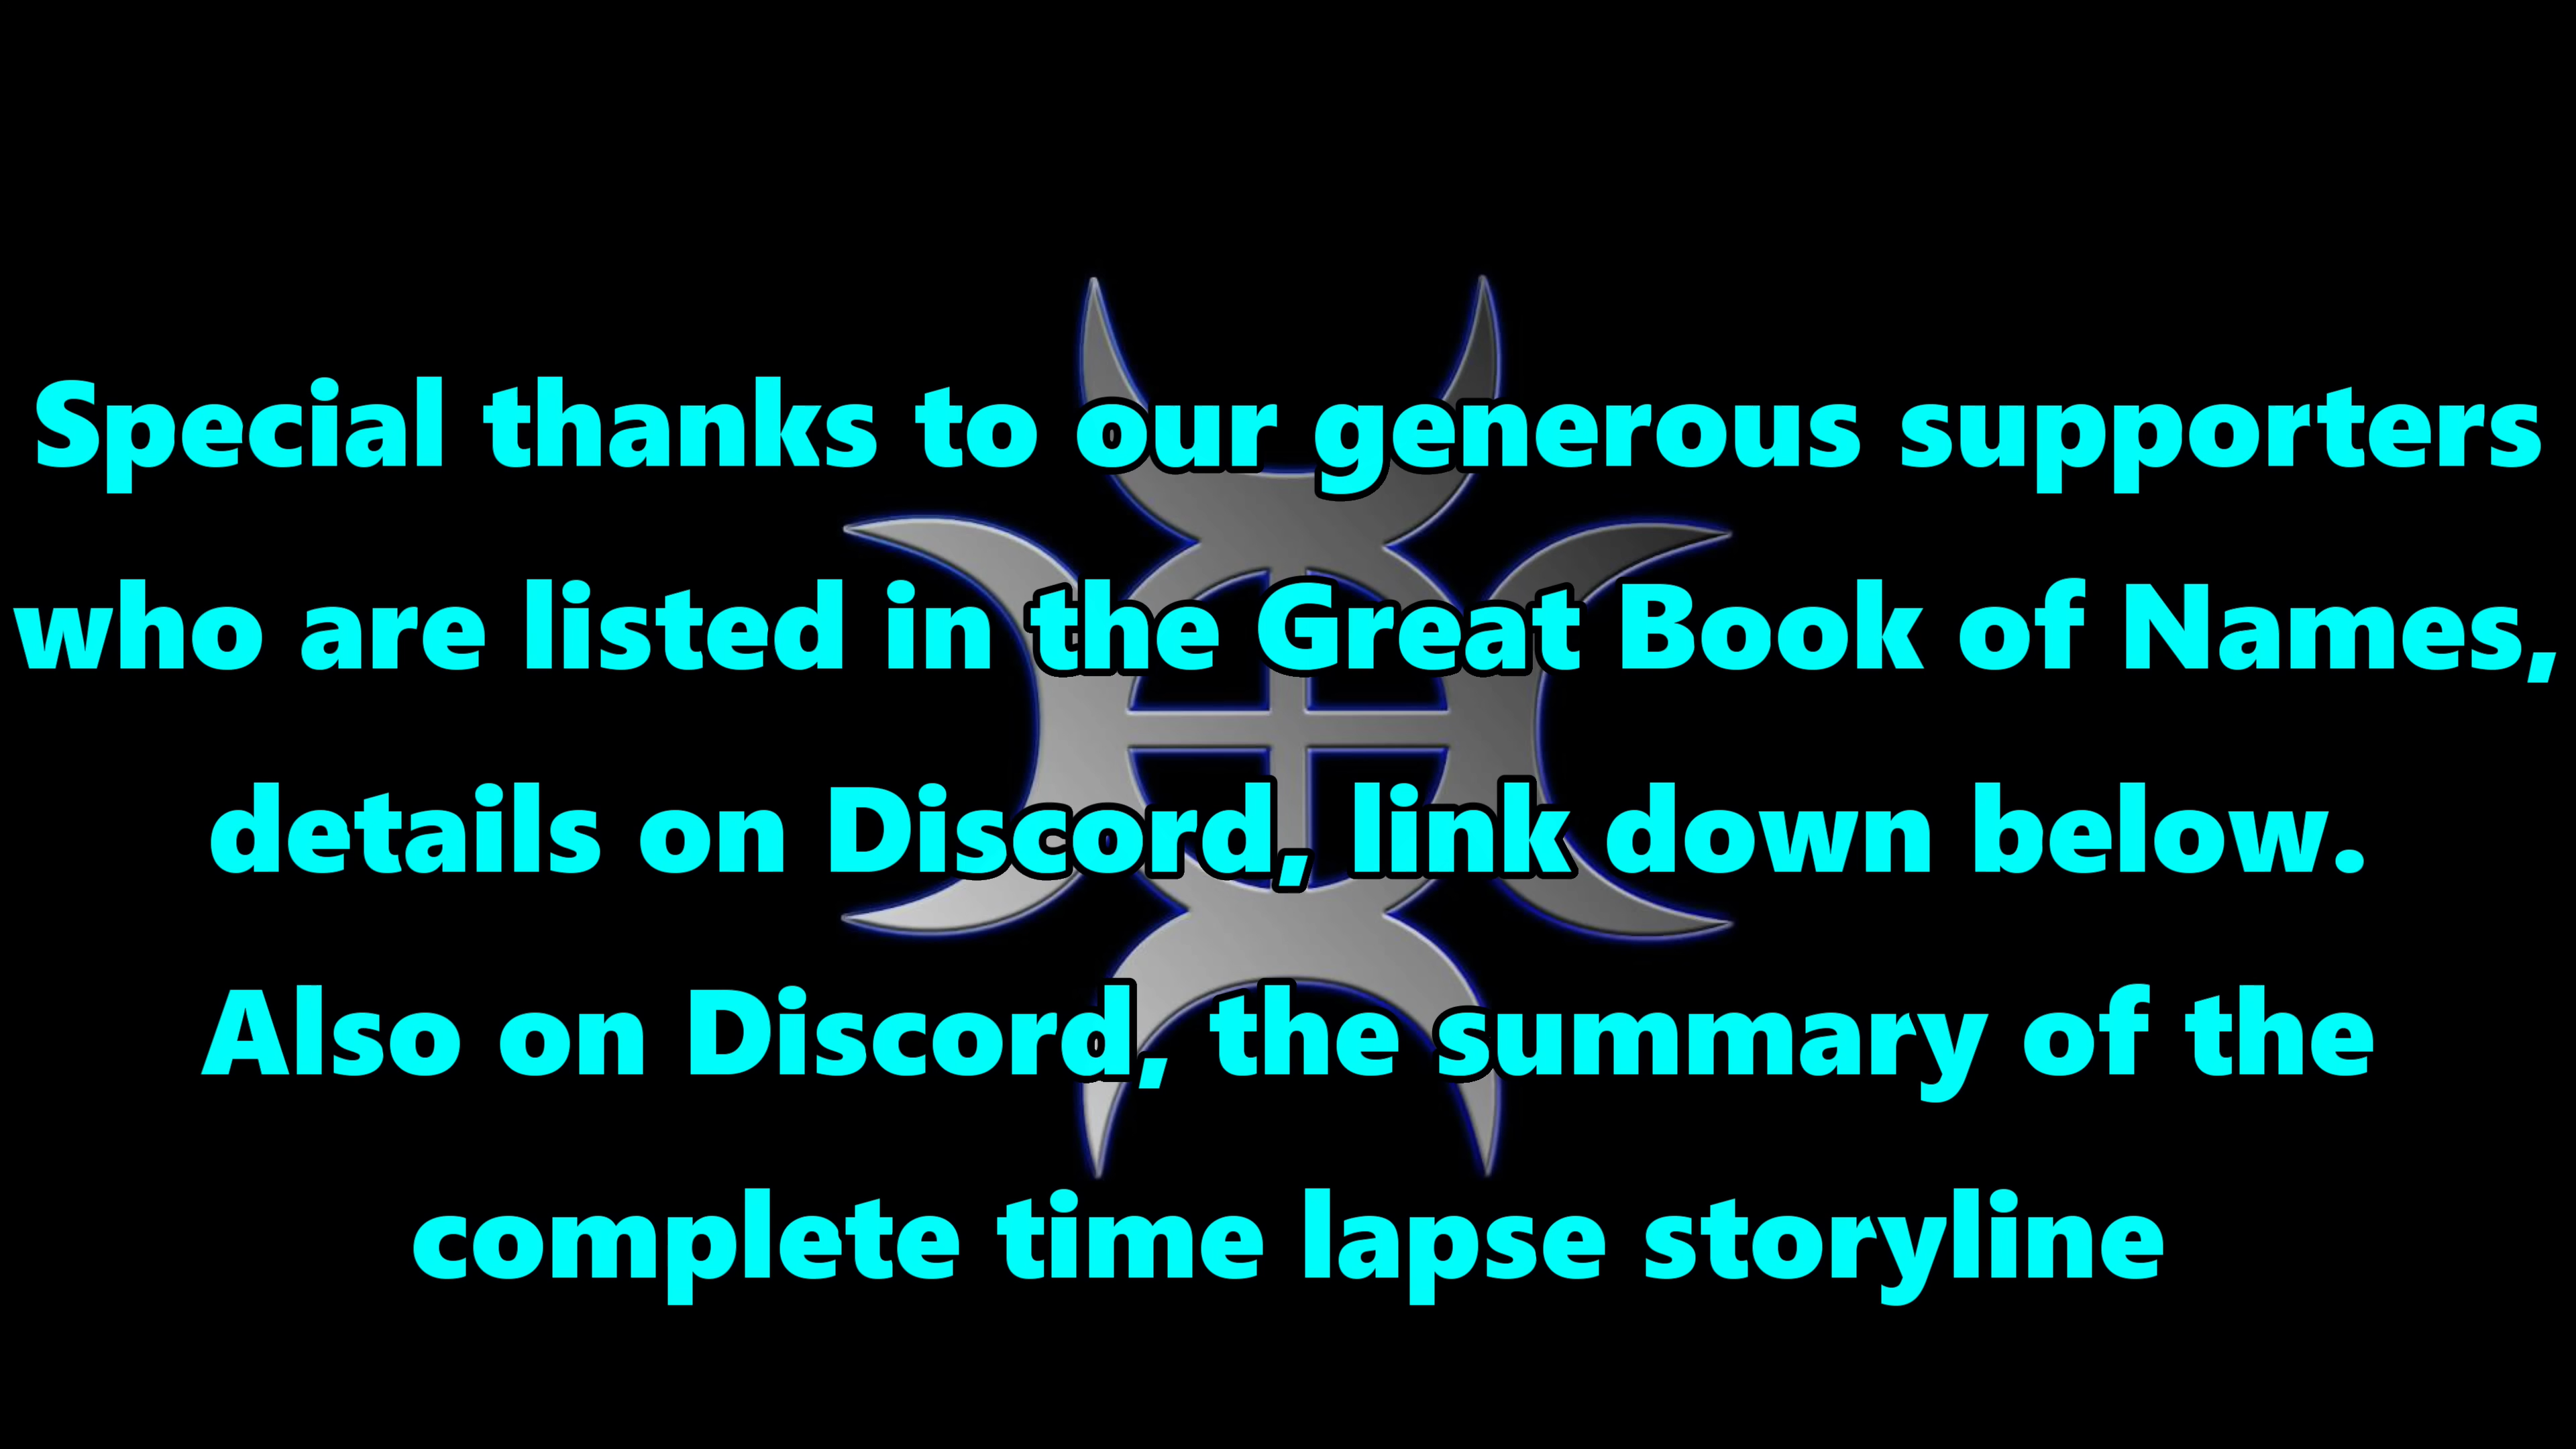 Special thanks to our generous supporters
who are listed in the Great Book of Names,
details on Discord, link down below.
Also on Discord, the summary of the
complete time lapse storyline